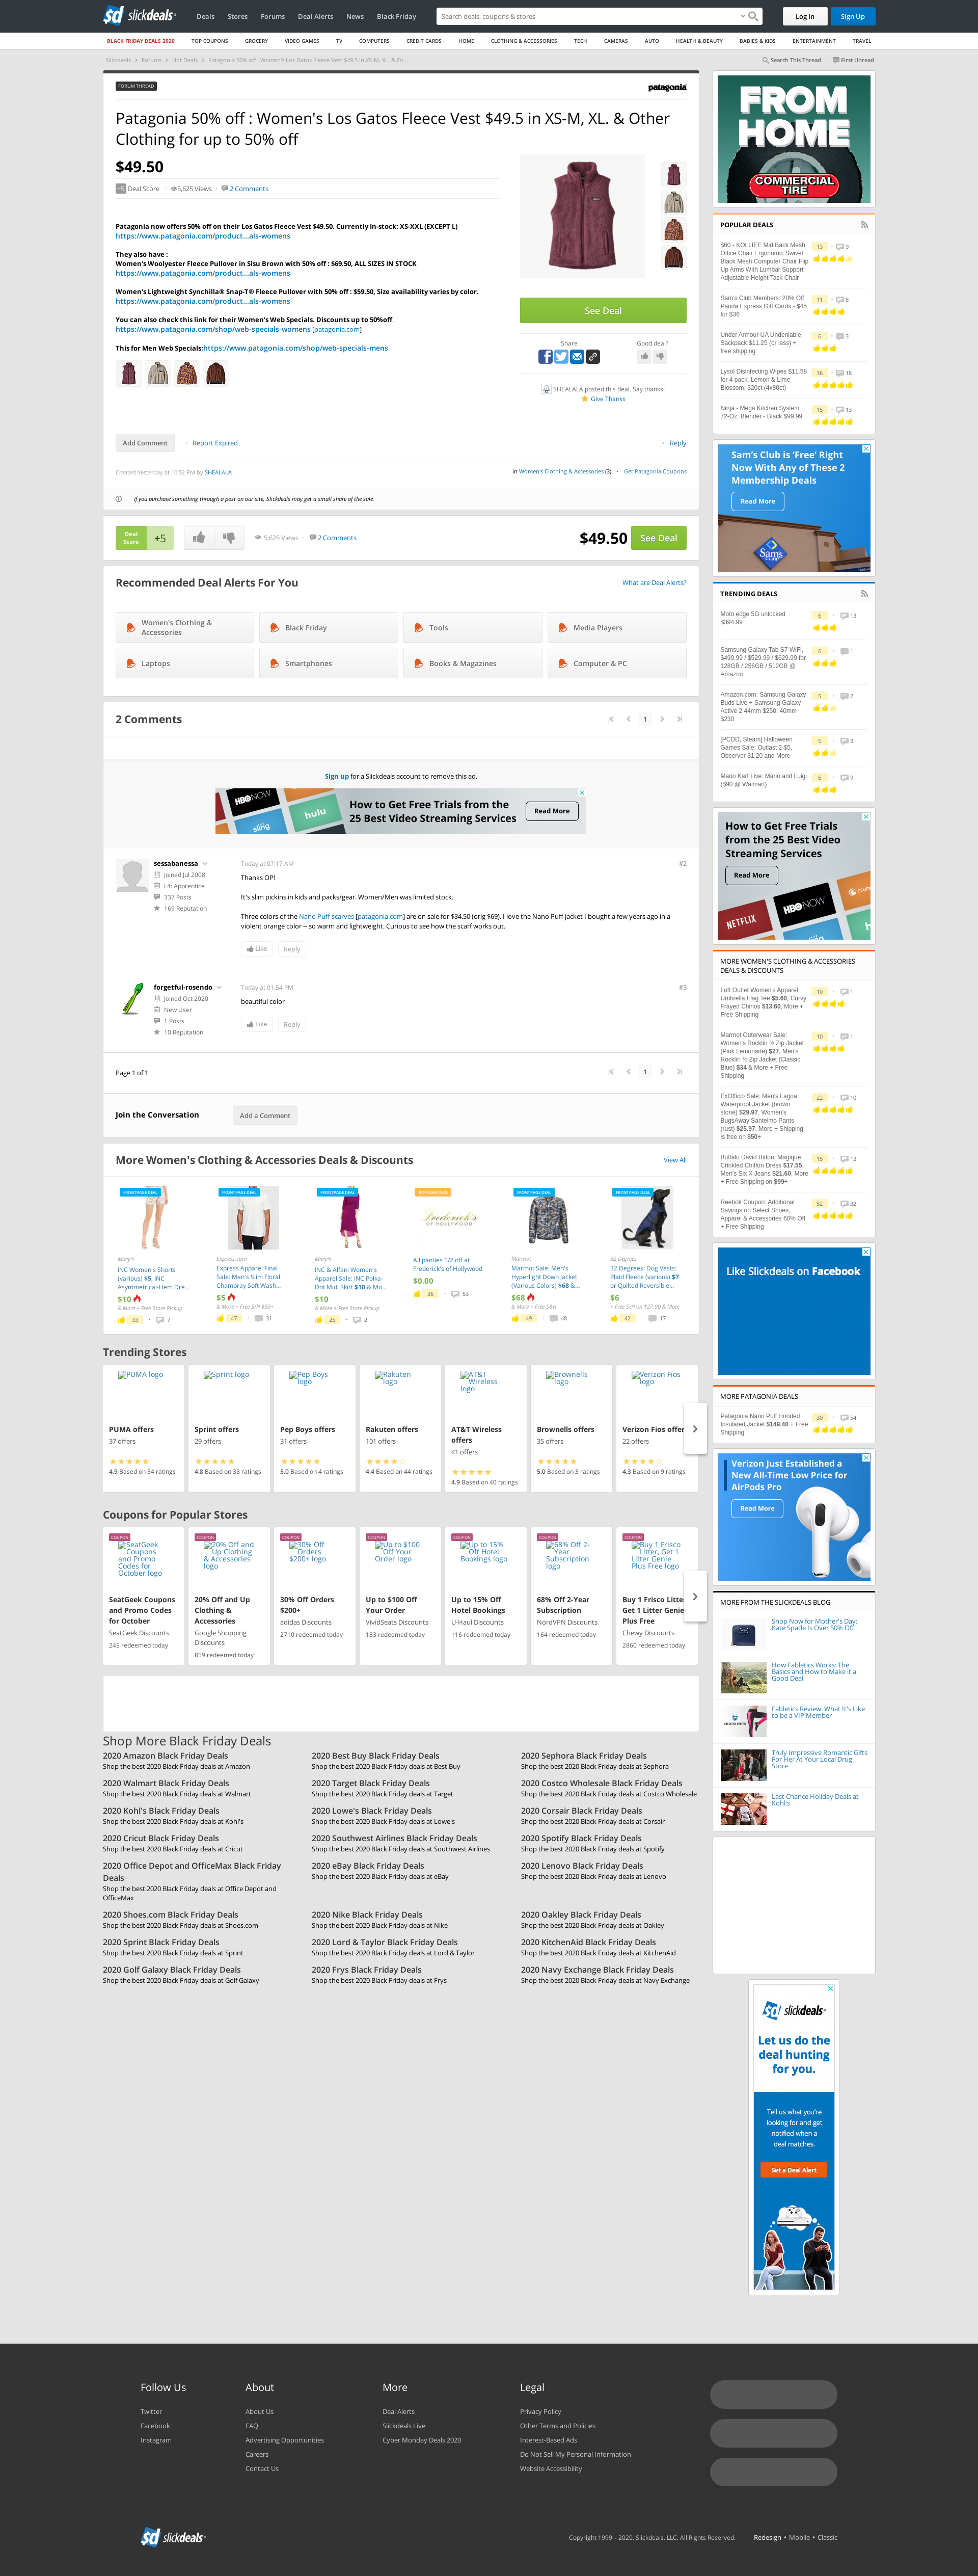 slickdeals
Deals
Stores
Forums
Deal Alerts
News
Black Friday
Search deals, coupons & stores
Log In
Sign Up
BLACK FRIDAY DEALS 2020
TOP COUPONS
GROCERY
VIDEO GAMES
TV
COMPUTERS
CREDIT CARDS
HOME
CLOTHING & ACCESSORIES
TECH
CAMERAS
AUTO
HEALTH & BEAUTY
BABIES & KIDS
ENTERTAINMENT
TRAVEL
Slickdeals > Forums > Hot Deals > Patagonia 50% off : Women's Los Gatos Fleece Vest $49.5 in XS-M, XL. & Ot...
Search This Thread
First Unread
FORUM THREAD
patagonia
Patagonia 50% off : Women's Los Gatos Fleece Vest $49.5 in XS-M, XL. & Other
Clothing for up to 50% off
$49.50
+5 Deal Score
5,625 Views
2 Comments
Patagonia now offers 50% off on their Los Gatos Fleece Vest $49.50. Currently In-stock: XS-XXL (EXCEPT L)
https://www.patagonia.com/product...als-womens
They also have :
Women's Woolyester Fleece Pullover in Sisu Brown with 50% off : $69.50, ALL SIZES IN STOCK
https://www.patagonia.com/product...als-womens
Women's Lightweight Synchilla® Snap-T® Fleece Pullover with 50% off : $59.50, Size availability varies by color.
https://www.patagonia.com/product...als-womens
You can also check this link for their Women's Web Specials. Discounts up to 50%off.
https://www.patagonia.com/shop/web-specials-womens [patagonia.com]
This for Men Web Specials:https://www.patagonia.com/shop/web-specials-mens
See Deal
Share
Good deal?
SHEALALA posted this deal. Say thanks!
Give Thanks
Add Comment
Report Expired
Reply
Created Yesterday at 10:52 PM by SHEALALA
in Women's Clothing & Accessories (3)
Get Patagonia Coupons
If you purchase something through a post on our site, Slickdeals may get a small share of the sale.
Deal
Score
+5
5,625 Views
2 Comments
$49.50
See Deal
Recommended Deal Alerts For You
What are Deal Alerts?
Women's Clothing &
Accessories
Black Friday
Tools
Media Players
Laptops
Smartphones
Books & Magazines
Computer & PC
2 Comments
1
Sign up for a Slickdeals account to remove this ad.
HBO NOW
hulu
sling
How to Get Free Trials from the
25 Best Video Streaming Services
Read More
sessabanessa
Joined Jul 2008
L4: Apprentice
337 Posts
169 Reputation
Today at 07:17 AM
#2
Thanks OP!
It's slim pickins in kids and packs/gear. Women/Men was limited stock.
Three colors of the Nano Puff scarves [patagonia.com] are on sale for $34.50 (orig $69). I love the Nano Puff jacket I bought a few years ago in a
violent orange color -- so warm and lightweight. Curious to see how the scarf works out.
Like
Reply
forgetful-rosendo
Joined Oct 2020
New User
1 Posts
10 Reputation
Today at 01:54 PM
#3
beautiful color
Like
Reply
Page 1 of 1
1
Join the Conversation
Add a Comment
More Women's Clothing & Accessories Deals & Discounts
View All
FRONTPAGE DEAL
Macy's
INC Women's Shorts
(various) $5, INC
Asymmetrical-Hem Dre...
$10
& More + Free Store Pickup
33
7
FRONTPAGE DEAL
Express.com
Express Apparel Final
Sale: Men's Slim Floral
Chambray Soft Wash...
$5
& More + Free S/H $50+
47
31
FRONTPAGE DEAL
Macy's
INC & Alfani Women's
Apparel Sale: INC Polka-
Dot Midi Skirt $10 & Mo...
$10
& More + Free Store Pickup
25
2
POPULAR DEAL
Frederick's
OF HOLLYWOOD
All panties 1/2 off at
Frederick's of Hollywood
$0.00
36
53
FRONTPAGE DEAL
Marmot
Marmot Sale: Men's
Hyperlight Down Jacket
(Various Colors) $68 &...
$68
& More + Free S&H
49
48
FRONTPAGE DEAL
32 Degrees
32 Degrees: Dog Vests:
Plaid Fleece (various) $7
or Quilted Reversible...
$6
+ Free S/H on $27.90 & More
42
17
Trending Stores
PUMA logo
PUMA offers
37 offers
4.9 Based on 34 ratings
Sprint logo
Sprint offers
29 offers
4.8 Based on 33 ratings
Pep Boys
logo
Pep Boys offers
31 offers
5.0 Based on 4 ratings
Rakuten
logo
Rakuten offers
101 offers
4.4 Based on 44 ratings
AT&T
Wireless
logo
AT&T Wireless
offers
41 offers
4.9 Based on 40 ratings
Brownells
logo
Brownells offers
35 offers
5.0 Based on 3 ratings
Verizon Fios
logo
Verizon Fios offer
22 offers
4.3 Based on 9 ratings
Coupons for Popular Stores
COUPON
SeatGeek
Coupons
and Promo
Codes for
October logo
SeatGeek Coupons
and Promo Codes
for October
SeatGeek Discounts
245 redeemed today
COUPON
20% Off and
Up Clothing
& Accessories
logo
20% Off and Up
Clothing &
Accessories
Google Shopping
Discounts
859 redeemed today
COUPON
30% Off
Orders
$200+ logo
30% Off Orders
$200+
adidas Discounts
2710 redeemed today
COUPON
Up to $100
Off Your
Order logo
Up to $100 Off
Your Order
VividSeats Discounts
133 redeemed today
COUPON
Up to 15%
Off Hotel
Bookings logo
Up to 15% Off
Hotel Bookings
U-Haul Discounts
116 redeemed today
COUPON
68% Off 2-
Year
Subscription
logo
68% Off 2-Year
Subscription
NordVPN Discounts
164 redeemed today
COUPON
Buy 1 Frisco
Litter, Get 1
Litter Genie
Plus Free logo
Buy 1 Frisco Litter
Get 1 Litter Genie
Plus Free
Chewy Discounts
2860 redeemed today
Shop More Black Friday Deals
2020 Amazon Black Friday Deals
Shop the best 2020 Black Friday deals at Amazon
2020 Best Buy Black Friday Deals
Shop the best 2020 Black Friday deals at Best Buy
2020 Sephora Black Friday Deals
Shop the best 2020 Black Friday deals at Sephora
2020 Walmart Black Friday Deals
Shop the best 2020 Black Friday deals at Walmart
2020 Target Black Friday Deals
Shop the best 2020 Black Friday deals at Target
2020 Costco Wholesale Black Friday Deals
Shop the best 2020 Black Friday deals at Costco Wholesale
2020 Kohl's Black Friday Deals
Shop the best 2020 Black Friday deals at Kohl's
2020 Lowe's Black Friday Deals
Shop the best 2020 Black Friday deals at Lowe's
2020 Corsair Black Friday Deals
Shop the best 2020 Black Friday deals at Corsair
2020 Cricut Black Friday Deals
Shop the best 2020 Black Friday deals at Cricut
2020 Southwest Airlines Black Friday Deals
Shop the best 2020 Black Friday deals at Southwest Airlines
2020 Spotify Black Friday Deals
Shop the best 2020 Black Friday deals at Spotify
2020 Office Depot and OfficeMax Black Friday
Deals
Shop the best 2020 Black Friday deals at Office Depot and
OfficeMax
2020 eBay Black Friday Deals
Shop the best 2020 Black Friday deals at eBay
2020 Lenovo Black Friday Deals
Shop the best 2020 Black Friday deals at Lenovo
2020 Shoes.com Black Friday Deals
Shop the best 2020 Black Friday deals at Shoes.com
2020 Nike Black Friday Deals
Shop the best 2020 Black Friday deals at Nike
2020 Oakley Black Friday Deals
Shop the best 2020 Black Friday deals at Oakley
2020 Sprint Black Friday Deals
Shop the best 2020 Black Friday deals at Sprint
2020 Lord & Taylor Black Friday Deals
Shop the best 2020 Black Friday deals at Lord & Taylor
2020 KitchenAid Black Friday Deals
Shop the best 2020 Black Friday deals at KitchenAid
2020 Golf Galaxy Black Friday Deals
Shop the best 2020 Black Friday deals at Golf Galaxy
2020 Frys Black Friday Deals
Shop the best 2020 Black Friday deals at Frys
2020 Navy Exchange Black Friday Deals
Shop the best 2020 Black Friday deals at Navy Exchange
FROM
HOME
COMMERCIAL
TIRE
POPULAR DEALS
$60 - KOLLIEE Mid Back Mesh
Office Chair Ergonomic Swivel
Black Mesh Computer Chair Flip
Up Arms With Lumbar Support
Adjustable Height Task Chair
13
9
Sam's Club Members: 20% Off
Panda Express Gift Cards - $45
for $36
11
8
Under Armour UA Undeniable
Sackpack $11.25 (or less) +
free shipping
6
3
Lysol Disinfecting Wipes $11.58
for 4 pack, Lemon & Lime
Blossom, 320ct (4x80ct)
36
18
Ninja - Mega Kitchen System
72-Oz. Blender - Black $99.99
15
13
Sam's Club is 'Free' Right
Now With Any of These 2
Membership Deals
Read More
Sam's
TRENDING DEALS
Moto edge 5G unlocked
$394.99
6
13
Samsung Galaxy Tab S7 WiFi,
$499.99 / $529.99 / $629.99 for
128GB / 256GB / 512GB @
Amazon
6
1
Amazon.com: Samsung Galaxy
Buds Live + Samsung Galaxy
Active 2 44mm $250. 40mm
$230
5
2
[PCDD, Steam] Halloween
Games Sale: Outlast 2 $5,
Observer $1.20 and More
5
3
Mario Kart Live: Mario and Luigi
($90 @ Walmart)
6
9
How to Get Free Trials
from the 25 Best Video
Streaming Services
Read More
NETFLIX
HBO NOW
crunchy
MORE WOMEN'S CLOTHING & ACCESSORIES
DEALS & DISCOUNTS
Loft Outlet Women's Apparel:
Umbrella Flag Tee $5.60, Curvy
Frayed Chinos $13.60, More +
Free Shipping
10
1
Marmot Outerwear Sale:
Women's Rocklin ½ Zip Jacket
(Pink Lemonade) $27, Men's
Rocklin ½ Zip Jacket (Classic
Blue) $34 & More + Free
Shipping
10
1
ExOfficio Sale: Men's Lagoa
Waterproof Jacket (brown
stone) $29.97, Women's
BugsAway Santelmo Pants
(rust) $25.97, More + Shipping
is free on $50+
22
10
Buffalo David Bitton: Magique
Crinkled Chiffon Dress $17.55,
Men's Six X Jeans $21.60, More
+ Free Shipping on $99+
15
13
Reebok Coupon: Additional
Savings on Select Shoes,
Apparel & Accessories 60% Off
+ Free Shipping
52
32
Like Slickdeals on Facebook
MORE PATAGONIA DEALS
Patagonia Nano Puff Hooded
Insulated Jacket $149.40 + Free
Shipping
30
54
Verizon Just Established a
New All-Time Low Price for
AirPods Pro
Read More
MORE FROM THE SLICKDEALS BLOG
Shop Now for Mother's Day:
Kate Spade Is Over 50% Off
How Fabletics Works: The
Basics and How to Make it a
Good Deal
Fabletics Review: What It's Like
to be a VIP Member
Truly Impressive Romantic Gifts
For Her At Your Local Drug
Store
Last Chance Holiday Deals at
Kohl's
slickdeals
Let us do the
deal hunting
for you.
Tell us what you're
looking for and get
notified when a
deal matches.
Set a Deal Alert
Follow Us
Twitter
Facebook
Instagram
About
About Us
FAQ
Advertising Opportunities
Careers
Contact Us
More
Deal Alerts
Slickdeals Live
Cyber Monday Deals 2020
Legal
Privacy Policy
Other Terms and Policies
Interest-Based Ads
Do Not Sell My Personal Information
Website Accessibility
slickdeals
Copyright 1999 – 2020. Slickdeals, LLC. All Rights Reserved.
Redesign • Mobile • Classic